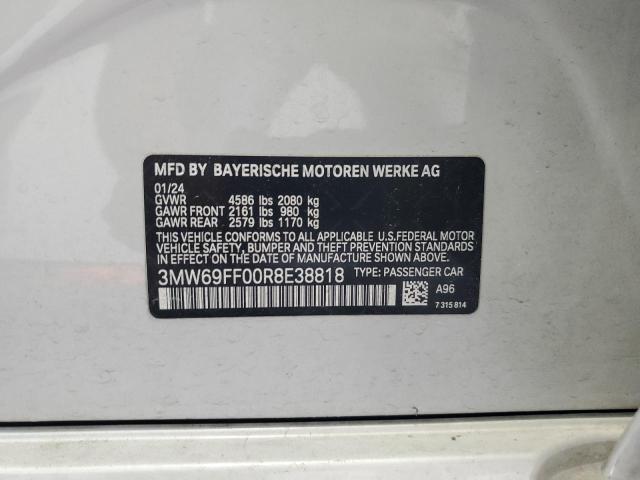 MFD BY BAYERISCHE MOTOREN WERKE AG
01/24
GVWR 4586 lbs 2080 kg
GAWR FRONT 2161 lbs 980 kg
GAWR REAR 2579 lbs 1170 kg
THIS VEHICLE CONFORMS TO ALL APPLICABLE U.S.FEDERAL MOTOR
VEHICLE SAFETY, BUMPER AND THEFT PREVENTION STANDARDS
IN EFFECT ON THE DATE OF MANUFACTURE SHOWN ABOVE.
3MW69FF00R8E38818 TYPE: PASSENGER CAR
A96
7 315 814